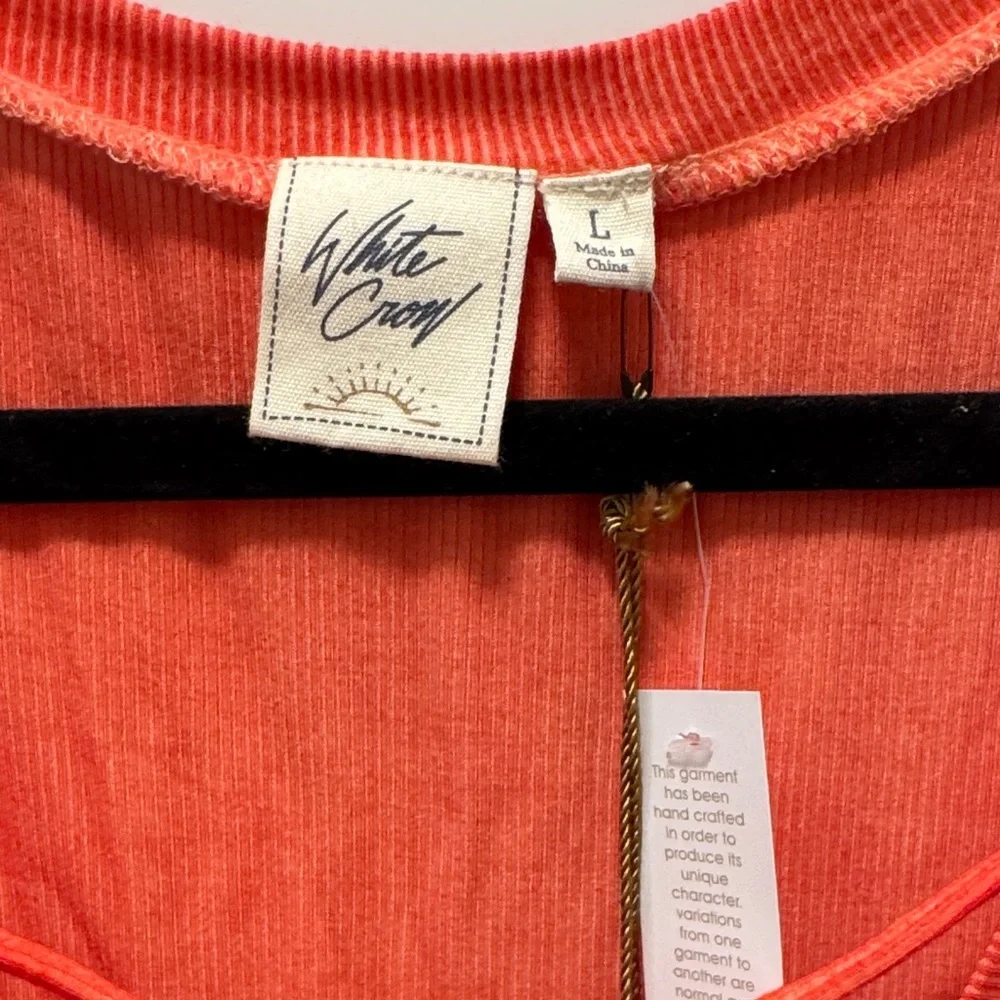 White
Crow
L
Made in
China
This garment
has been
hand crafted
in order to
produce its
unique
character.
variations
from one
garment to
another are
normal